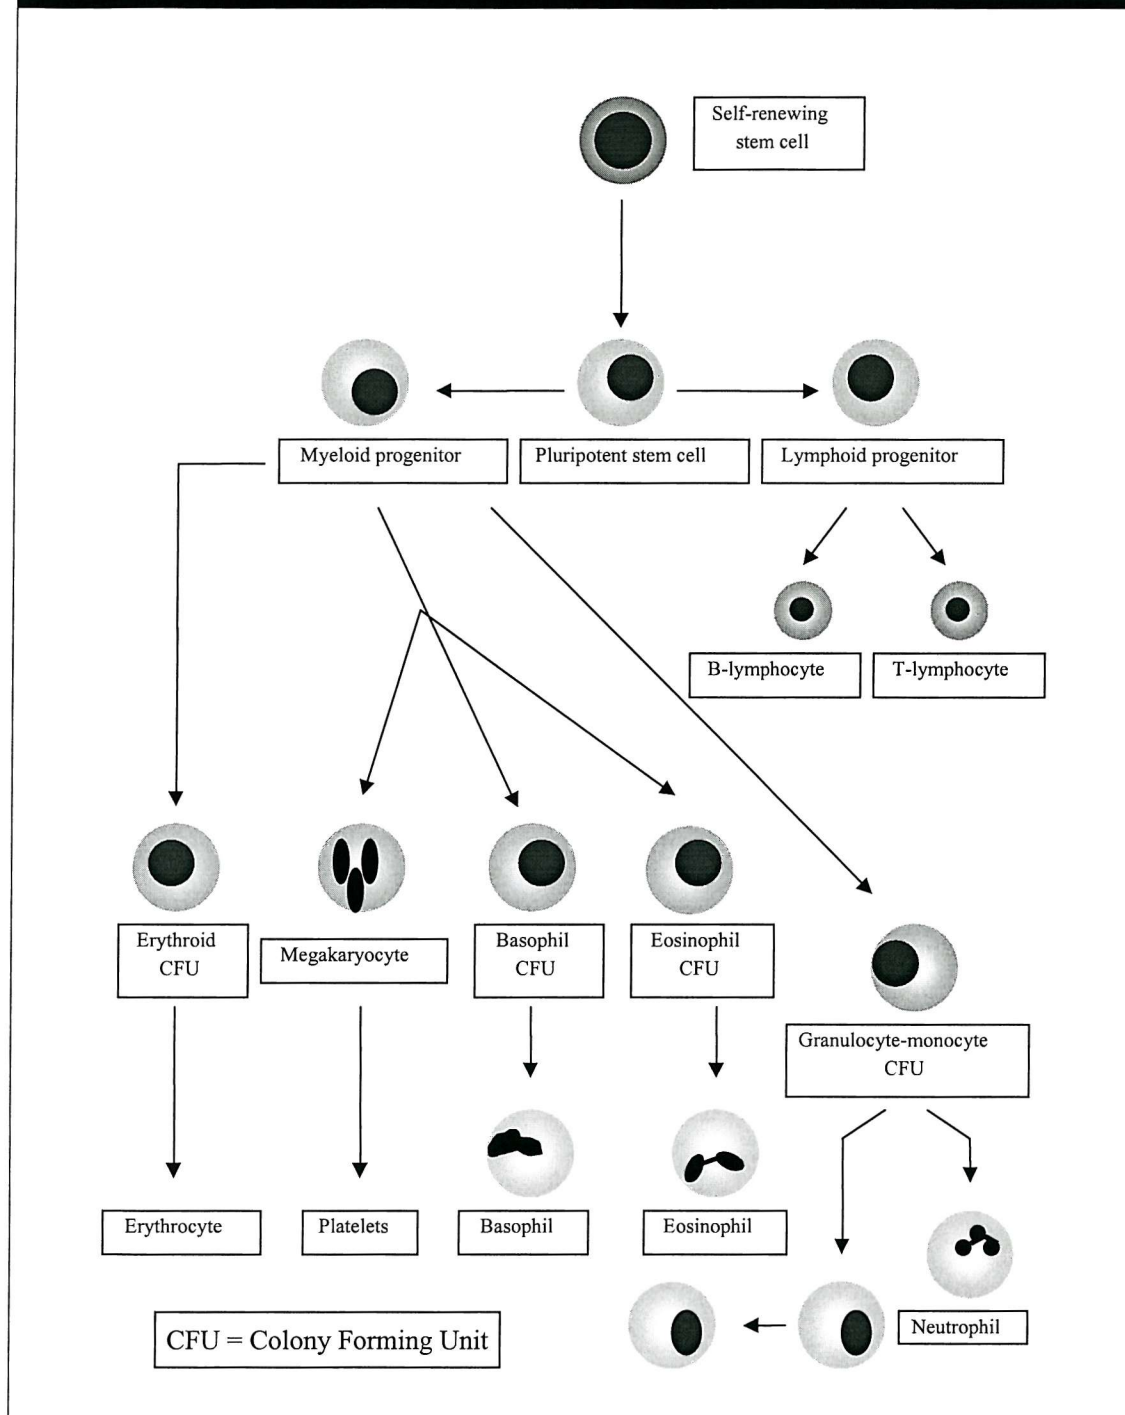 Self-renewing
stem cell
Myeloid progenitor
Pluripotent stem cell
Lymphoid progenitor
B-lymphocyte
T-lymphocyte
Erythroid
CFU
Megakaryocyte
Basophil
CFU
Eosinophil
CFU
Granulocyte-monocyte
CFU
Erythrocyte
Platelets
Basophil
Eosinophil
Neutrophil
CFU = Colony Forming Unit